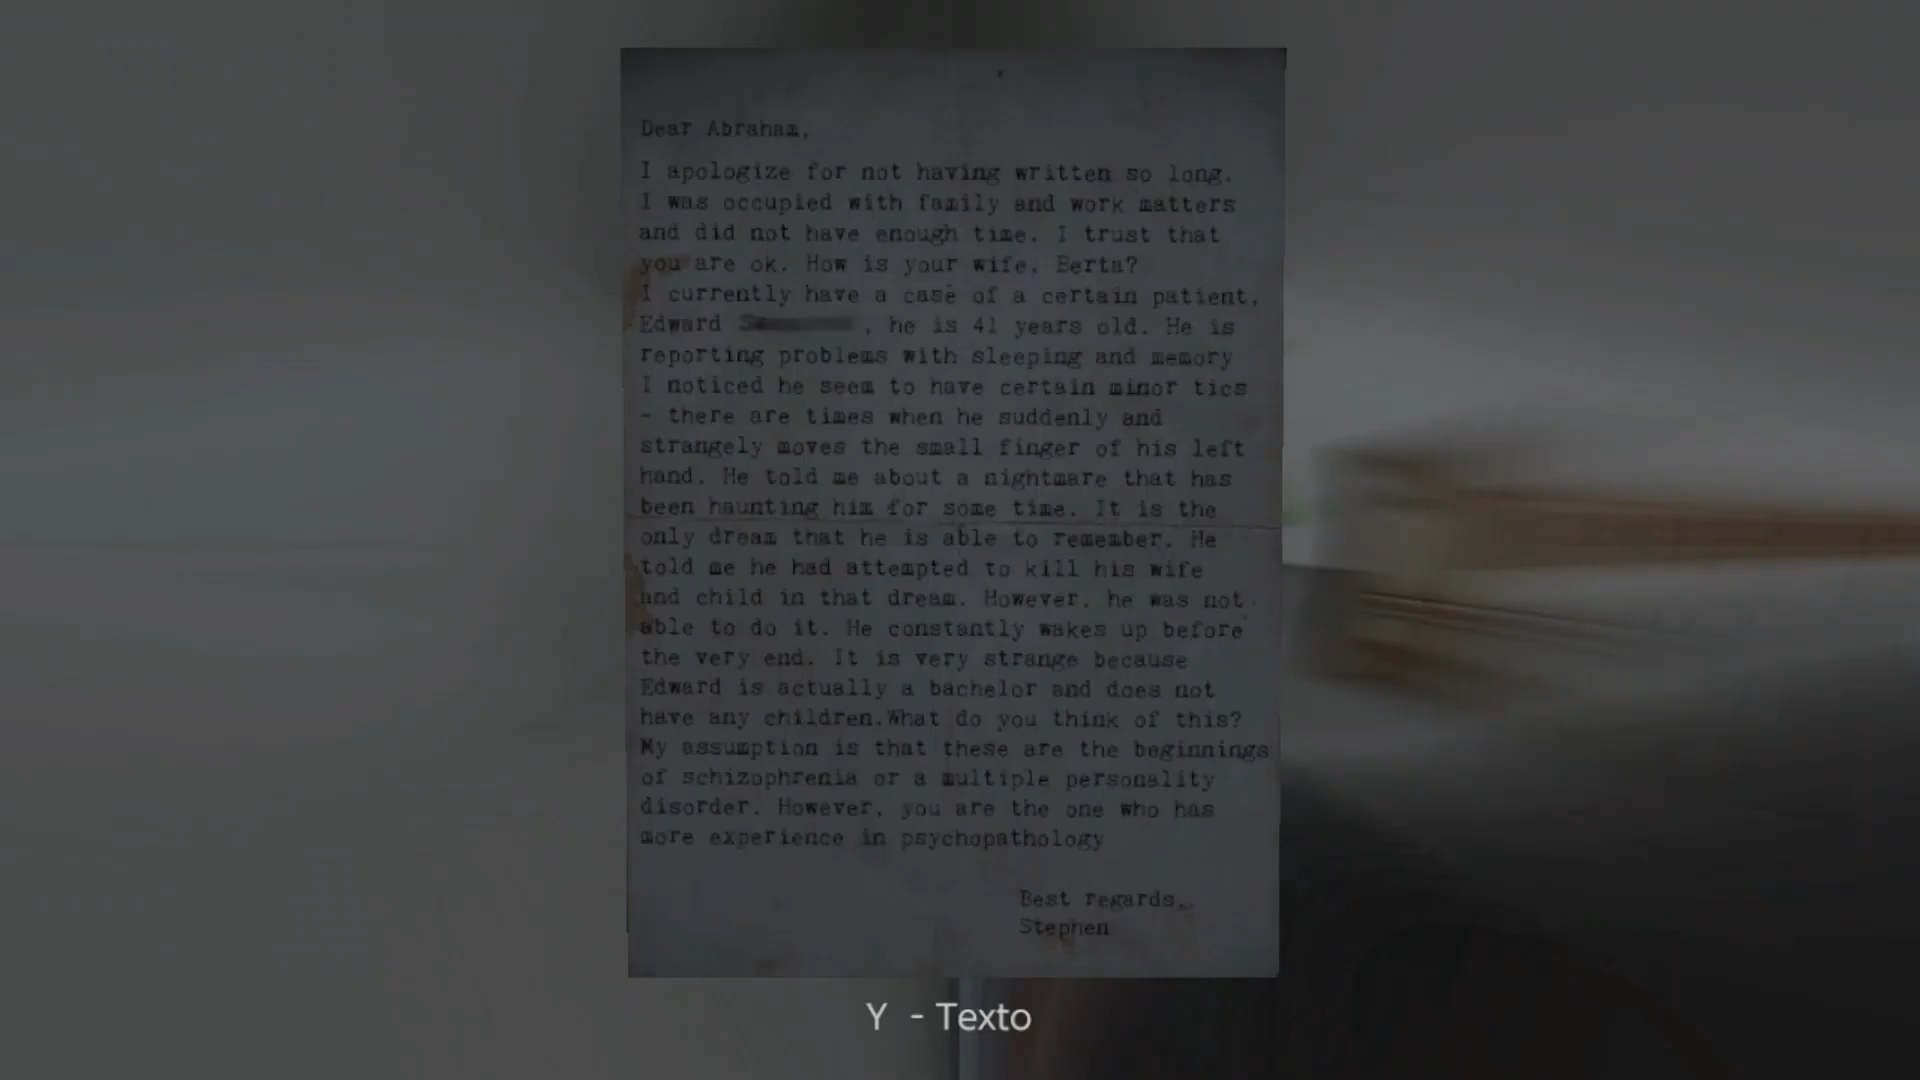 Dear Abraham,
I apologize for not having written so long.
I was occupied with family and work matters
and did not have enough time. I trust that
you are ok. How is your wife, Berta?
I currently have a case of a certain patient,
Edward , he is 41 years old. He is
reporting problems with sleeping and memory
I noticed he seem to have certain minor tics
- there are times when he suddenly and
strangely moves the small finger of his left
hand. He told me about a nightmare that has
been haunting him for some time. It is the
only dream that he is able to remember. He
told me he had attempted to kill his wife
and child in that dream. However, he was not
able to do it. He constantly wakes up before
the very end. It is very strange because
Edward is actually a bachelor and does not
have any children.What do you think of this?
My assumption is that these are the beginnings
of schizophrenia or a multiple personality
disorder. However, you are the one who has
more experience in psychopathology
Best regards,
Stephen
Y - Texto